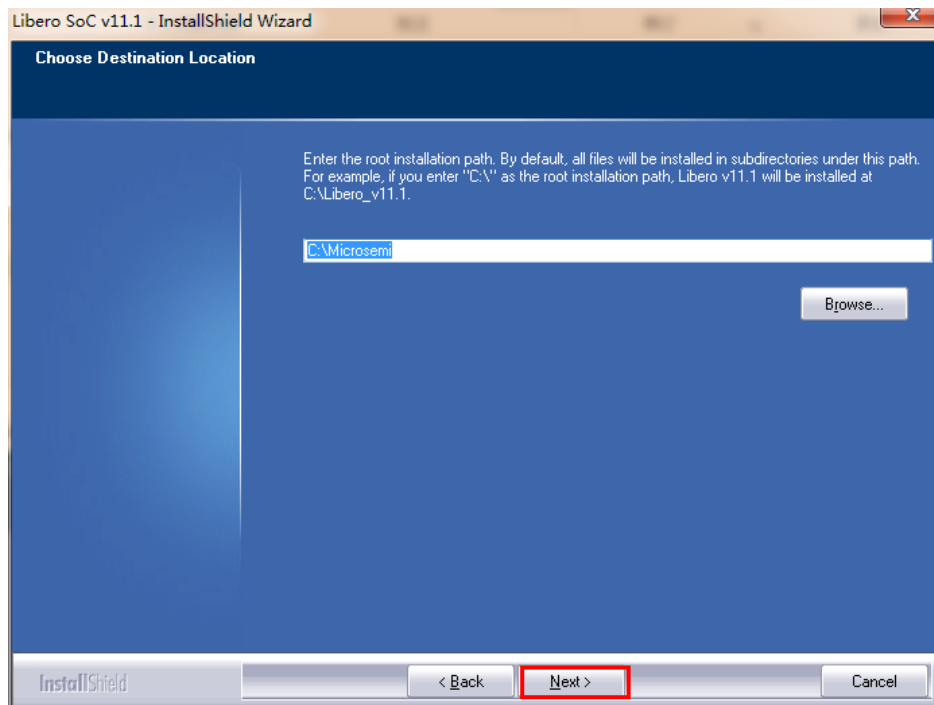 Libero SoC v11.1 - InstallShield Wizard
Choose Destination Location
Enter the root installation path. By default, all files will be installed in subdirectories under this path.
For example, if you enter "C:\" as the root installation path, Libero v11.1 will be installed at
C:\Libero_v11.1.
C:\Microsemi
Browse...
InstallShield
< Back
Next >
Cancel